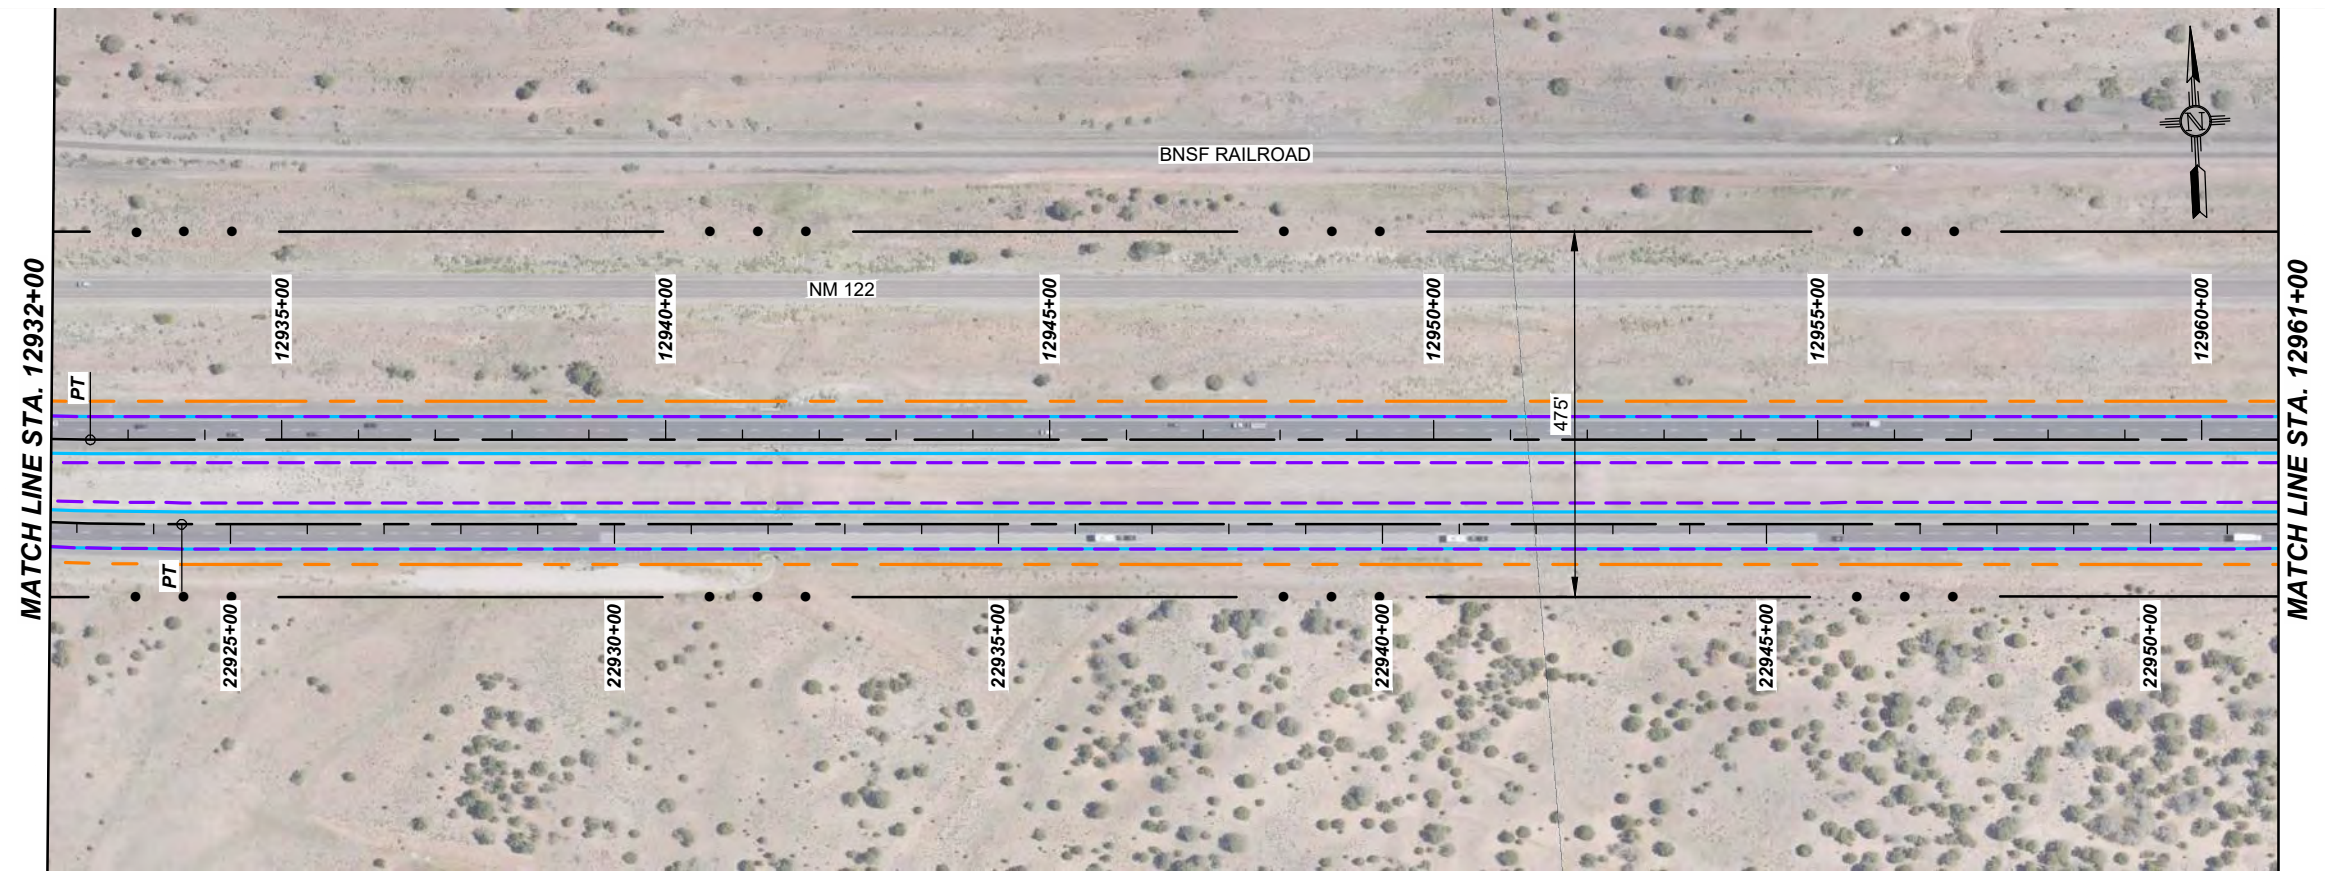 MATCH LINE STA. 12932+00
N
BNSF RAILROAD
NM 122
12935+00
12940+00
12945+00
12950+00
12955+00
12960+00
PT
475'
PT
22925+00
22930+00
22935+00
22940+00
22945+00
22950+00
MATCH LINE STA. 12961+00